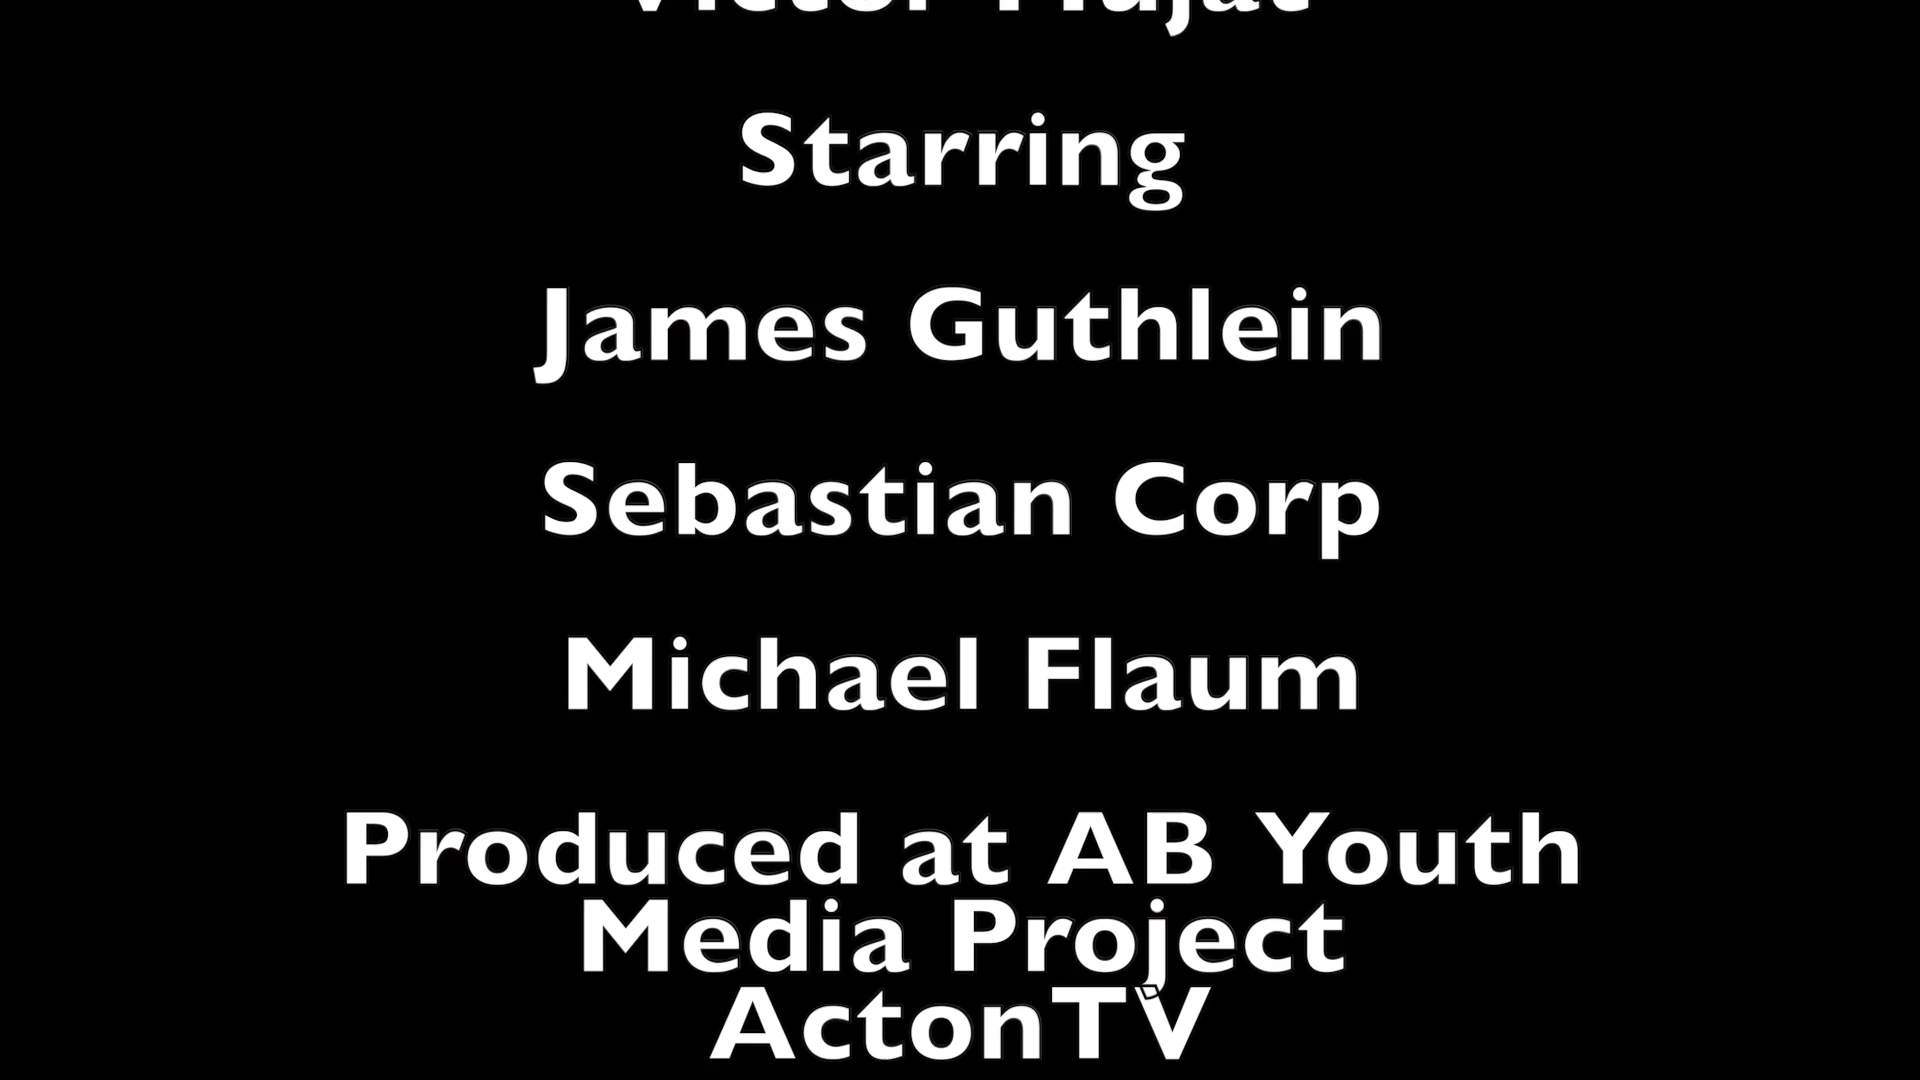 Starring
James Guthlein
Sebastian Corp
Michael Flaum
Produced at AB Youth
Media Project
ActonTV